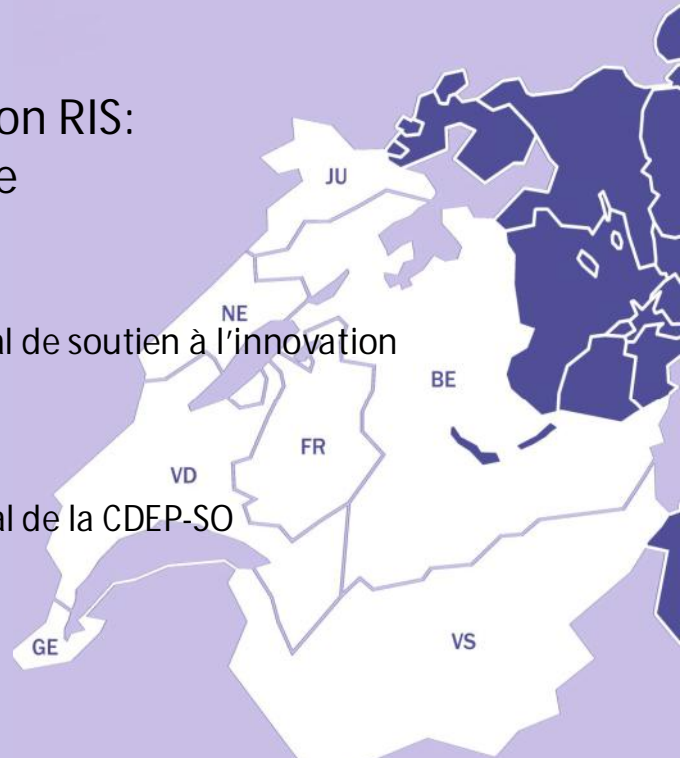 on RIS:
e
JU
NE
al de soutien à l'innovation
BE
FR
VD
al de la CDEP-SO
GE
VS